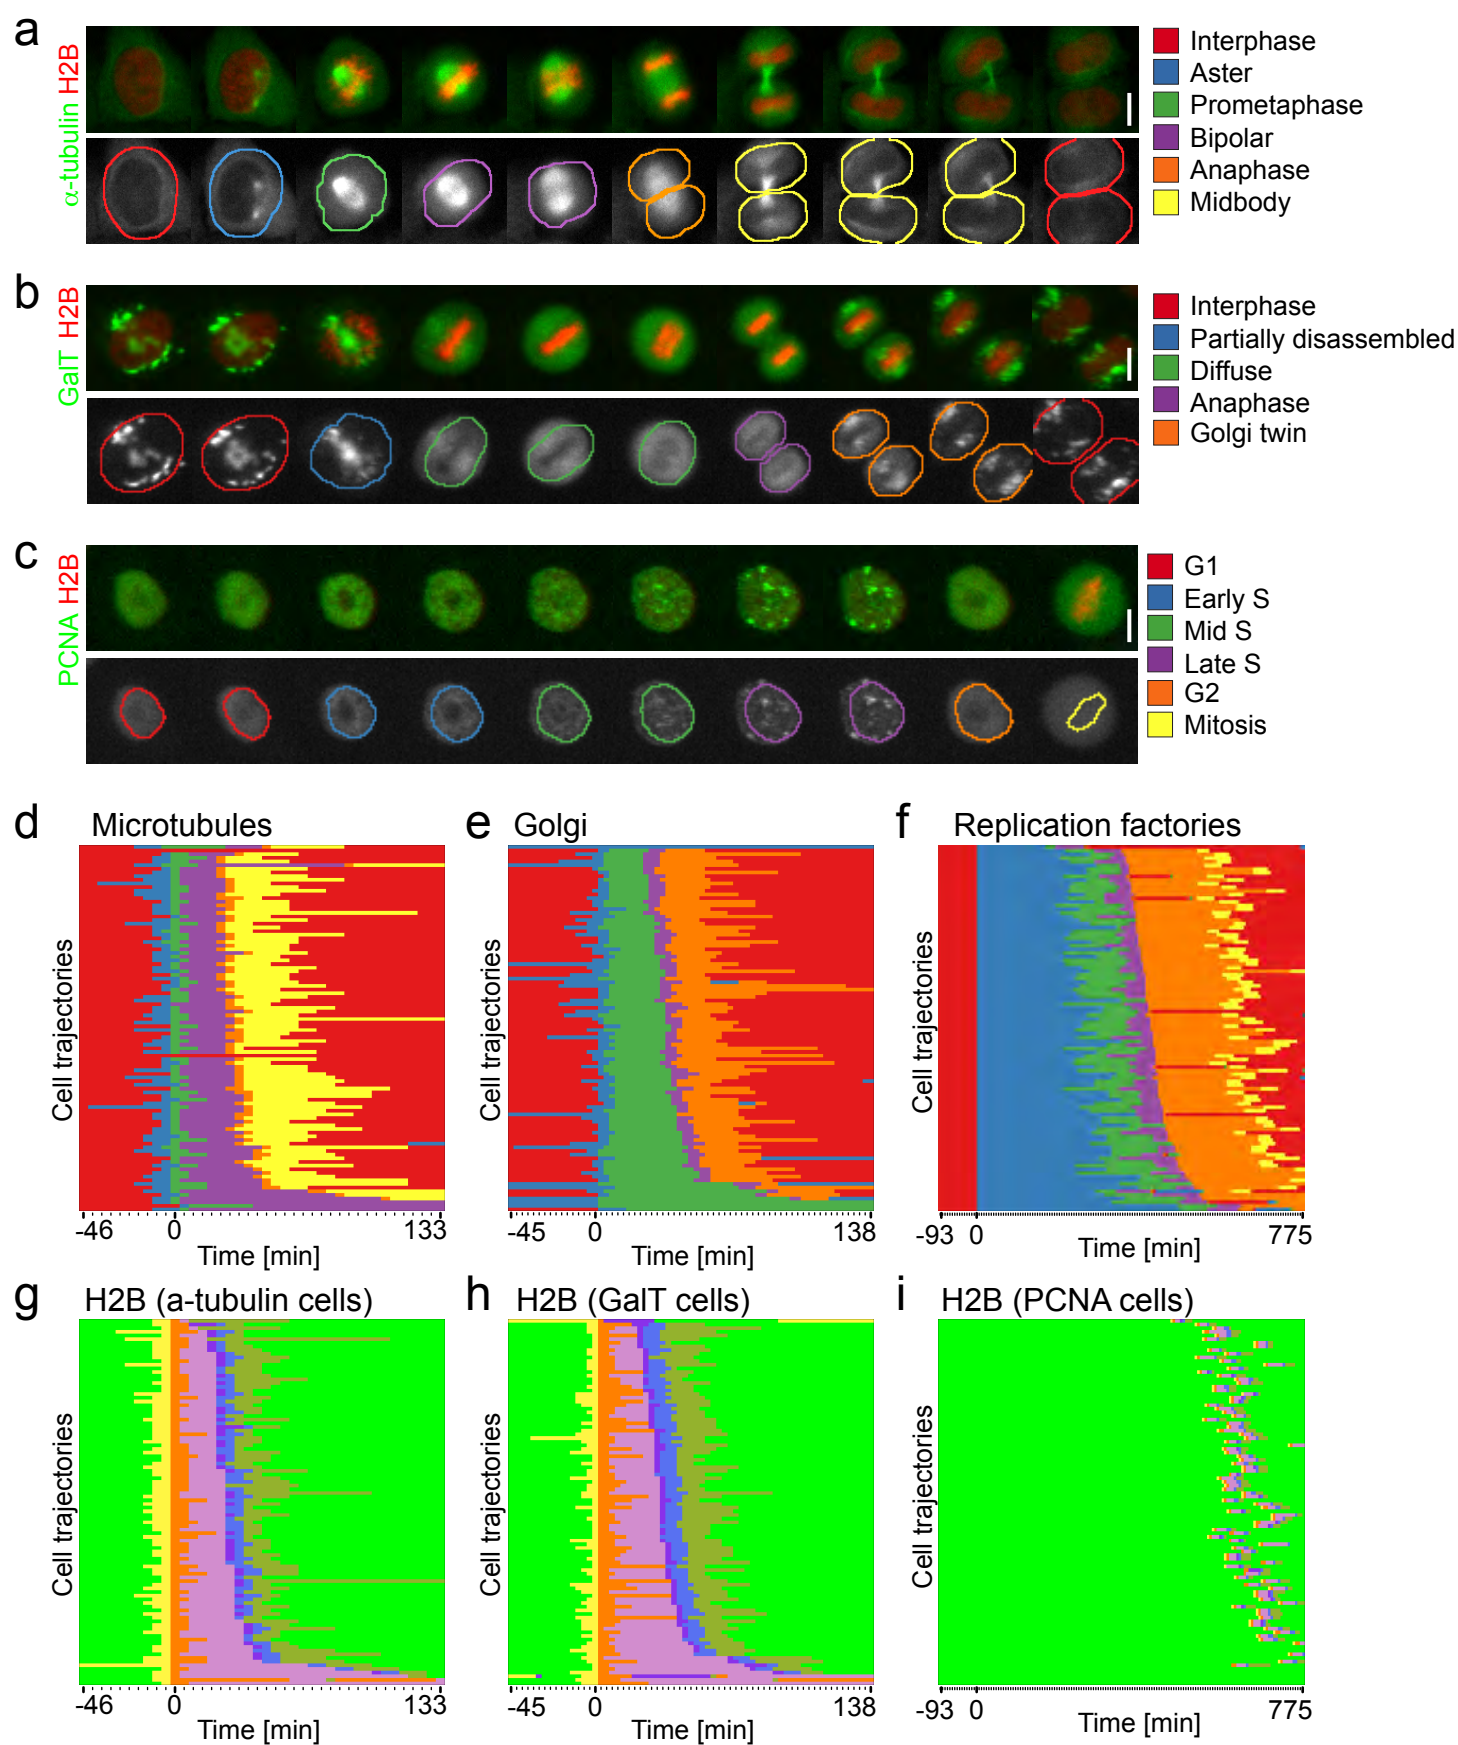 a
α-tubulin H2B
Interphase
Aster
Prometaphase
Bipolar
Anaphase
Midbody
b
GalT H2B
Interphase
Partially disassembled
Diffuse
Anaphase
Golgi twin
c
PCNA H2B
G1
Early S
Mid S
Late S
G2
Mitosis
d Microtubules
Cell trajectories
-46 0 133
Time [min]
e Golgi
Cell trajectories
-45 0 138
Time [min]
f Replication factories
Cell trajectories
-93 0 775
Time [min]
g H2B (a-tubulin cells)
Cell trajectories
-46 0 133
Time [min]
h H2B (GalT cells)
Cell trajectories
-45 0 138
Time [min]
i H2B (PCNA cells)
Cell trajectories
-93 0 775
Time [min]